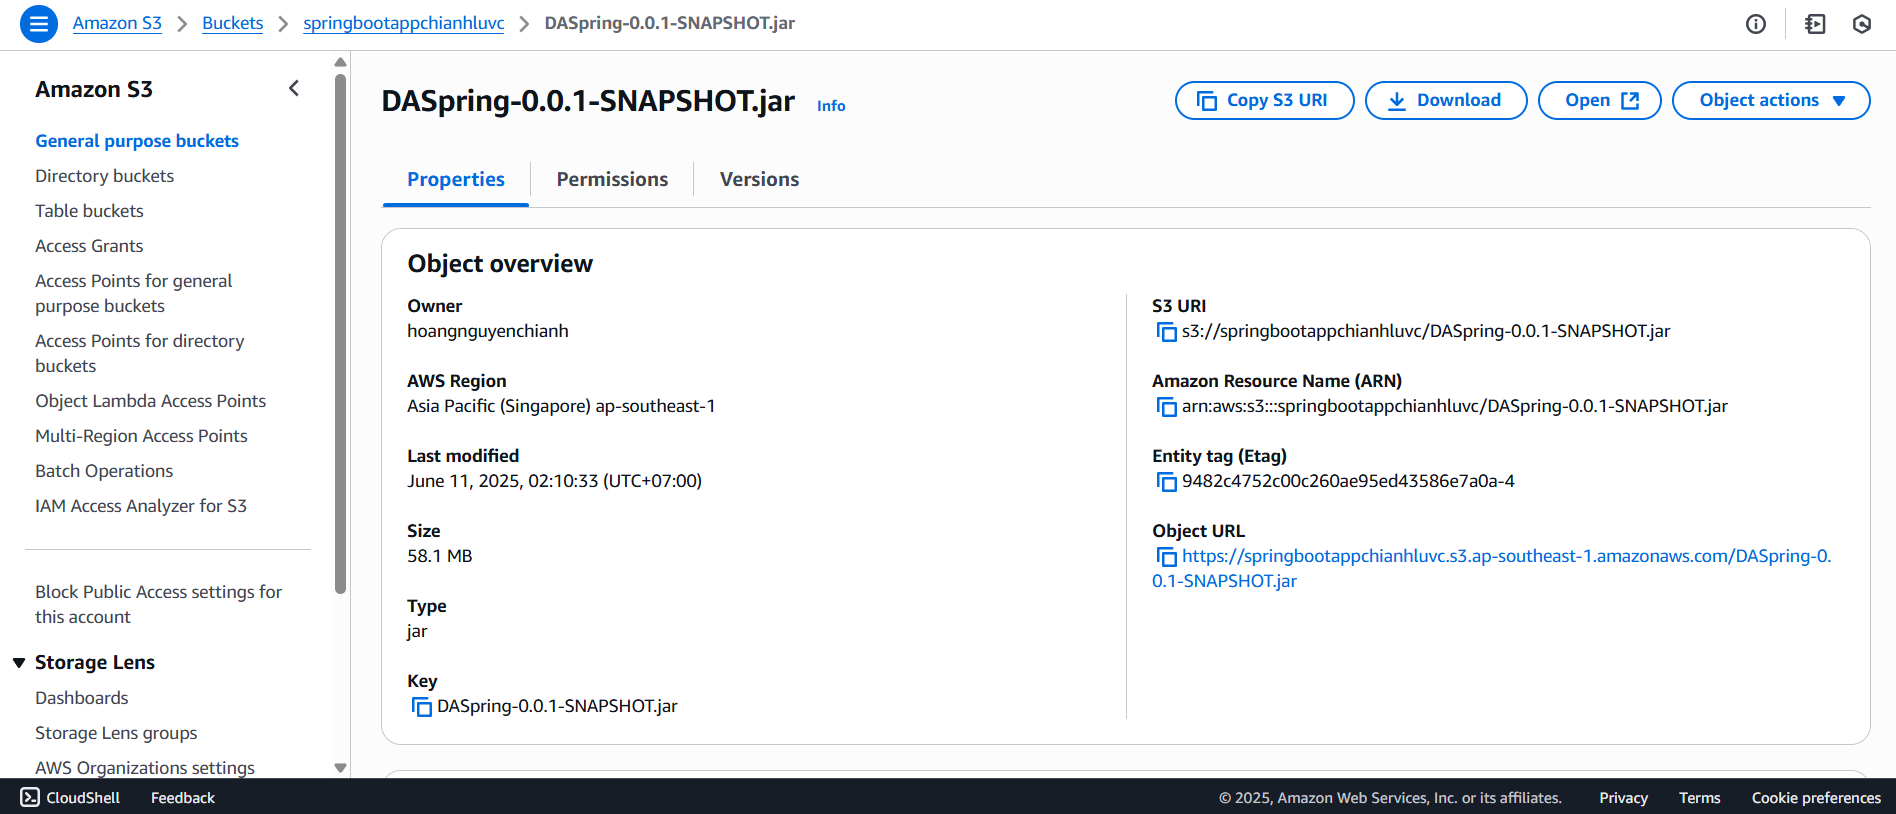 Amazon S3 > Buckets > springbootappchianhluvc > DASpring-0.0.1-SNAPSHOT.jar
Amazon S3
General purpose buckets
Directory buckets
Table buckets
Access Grants
Access Points for general
purpose buckets
Access Points for directory
buckets
Object Lambda Access Points
Multi-Region Access Points
Batch Operations
IAM Access Analyzer for S3
Block Public Access settings for
this account
Storage Lens
Dashboards
Storage Lens groups
AWS Organizations settings
DASpring-0.0.1-SNAPSHOT.jar Info
Copy S3 URI Download Open Object actions
Properties Permissions Versions
Object overview
Owner
hoangnguyenchianh
AWS Region
Asia Pacific (Singapore) ap-southeast-1
Last modified
June 11, 2025, 02:10:33 (UTC+07:00)
Size
58.1 MB
Type
jar
Key
DASpring-0.0.1-SNAPSHOT.jar
S3 URI
s3://springbootappchianhluvc/DASpring-0.0.1-SNAPSHOT.jar
Amazon Resource Name (ARN)
arn:aws:s3:::springbootappchianhluvc/DASpring-0.0.1-SNAPSHOT.jar
Entity tag (Etag)
9482c4752c00c260ae95ed43586e7a0a-4
Object URL
https://springbootappchianhluvc.s3.ap-southeast-1.amazonaws.com/DASpring-0.
0.1-SNAPSHOT.jar
CloudShell Feedback © 2025, Amazon Web Services, Inc. or its affiliates. Privacy Terms Cookie preferences